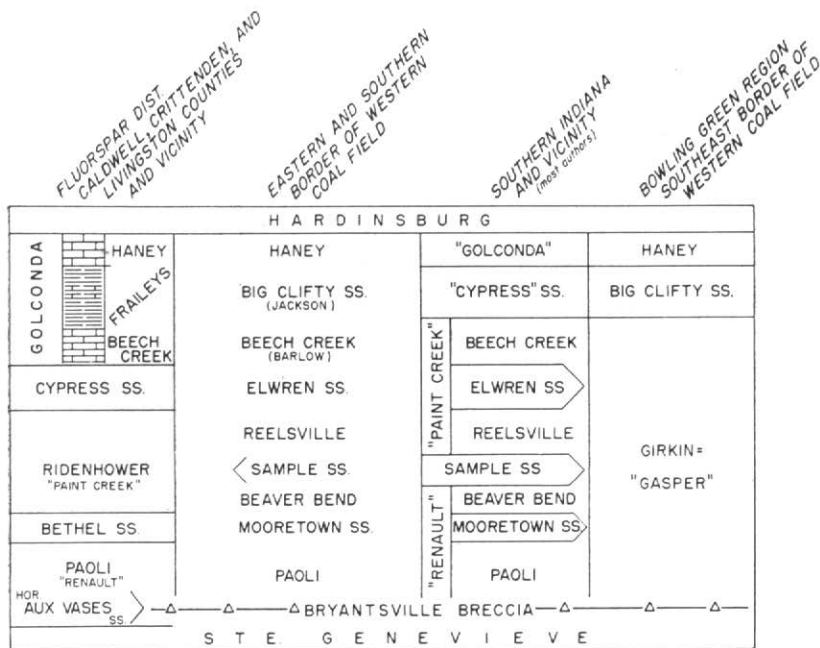 FLUORSPAR DIST.
CALDWELL, CRITTENDEN, AND
LIVINGSTON COUNTIES
AND VICINITY
EASTERN AND SOUTHERN
BORDER OF WESTERN
COAL FIELD
SOUTHERN INDIANA
AND VICINITY
(most authors)
BOWLING GREEN REGION
SOUTHEAST BORDER OF
WESTERN COAL FIELD
HARDINSBURG
GOLCONDA
HANEY
FRAILEYS
BEECH
CREEK
CYPRESS SS.
RIDENHOWER
"PAINT CREEK"
BETHEL SS.
PAOLI
"RENAULT"
HOR
AUX VASES
SS.
HANEY
BIG CLIFTY SS.
(JACKSON)
BEECH CREEK
(BARLOW)
ELWREN SS.
REELSVILLE
SAMPLE SS.
BEAVER BEND
MOORETOWN SS.
PAOLI
"GOLCONDA"
"CYPRESS" SS.
"PAINT CREEK"
BEECH CREEK
ELWREN SS
REELSVILLE
SAMPLE SS
"RENAULT"
BEAVER BEND
MOORETOWN SS.
PAOLI
HANEY
BIG CLIFTY SS.
GIRKIN=
"GASPER"
BRYANTSVILLE BRECCIA
STE. GENEVIEVE